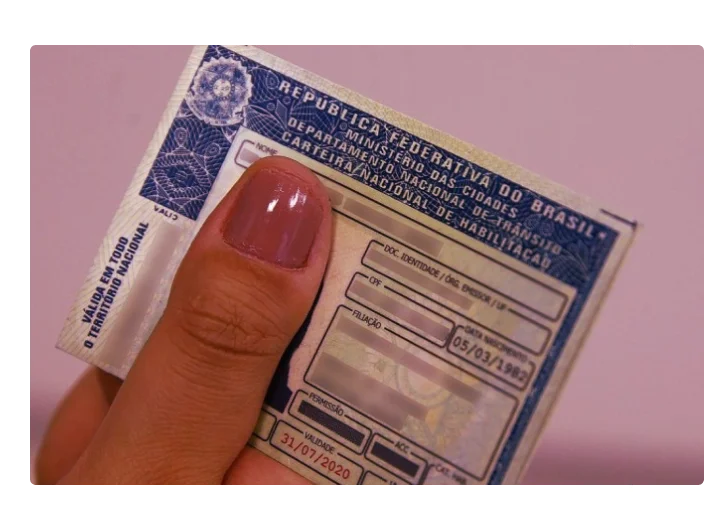 REPÚBLICA FEDERATIVA DO BRASIL
MINISTÉRIO DAS CIDADES
DEPARTAMENTO NACIONAL DE TRÂNSITO
CARTEIRA NACIONAL DE HABILITAÇÃO
NOME
DOC. IDENTIDADE / ÓRG. EMISSOR / UF
CPF
DATA NASCIMENTO
05/03/1982
FILIAÇÃO
PERMISSÃO
ACC
CAT. HAB.
VALIDADE
31/07/2020
VÁLIDA EM TODO
O TERRITÓRIO NACIONAL